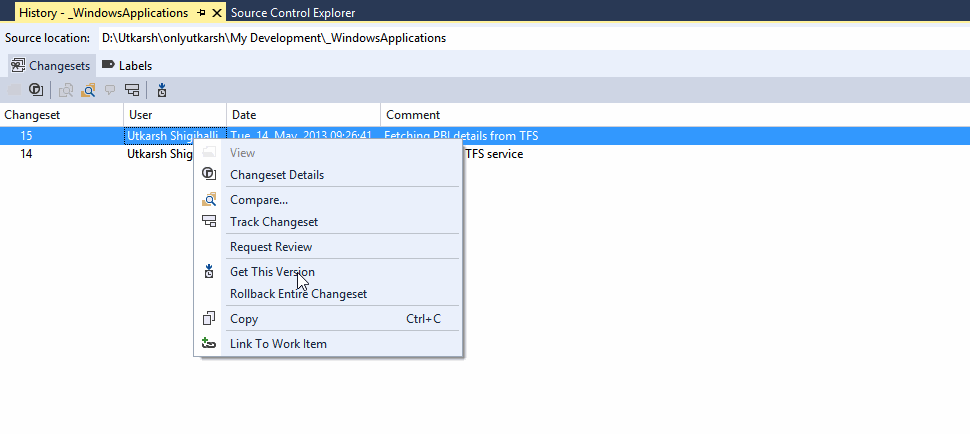 History - _WindowsApplications Source Control Explorer
Source location: D:\Utkarsh\onlyutkarsh\My Development\_WindowsApplications
Changesets Labels
Changeset User Date Comment
15 Utkarsh Shigihalli Tue, 14, May, 2013 09:26:41 Fetching PBI details from TFS
14 Utkarsh Shig TFS service
View
Changeset Details
Compare...
Track Changeset
Request Review
Get This Version
Rollback Entire Changeset
Copy Ctrl+C
Link To Work Item